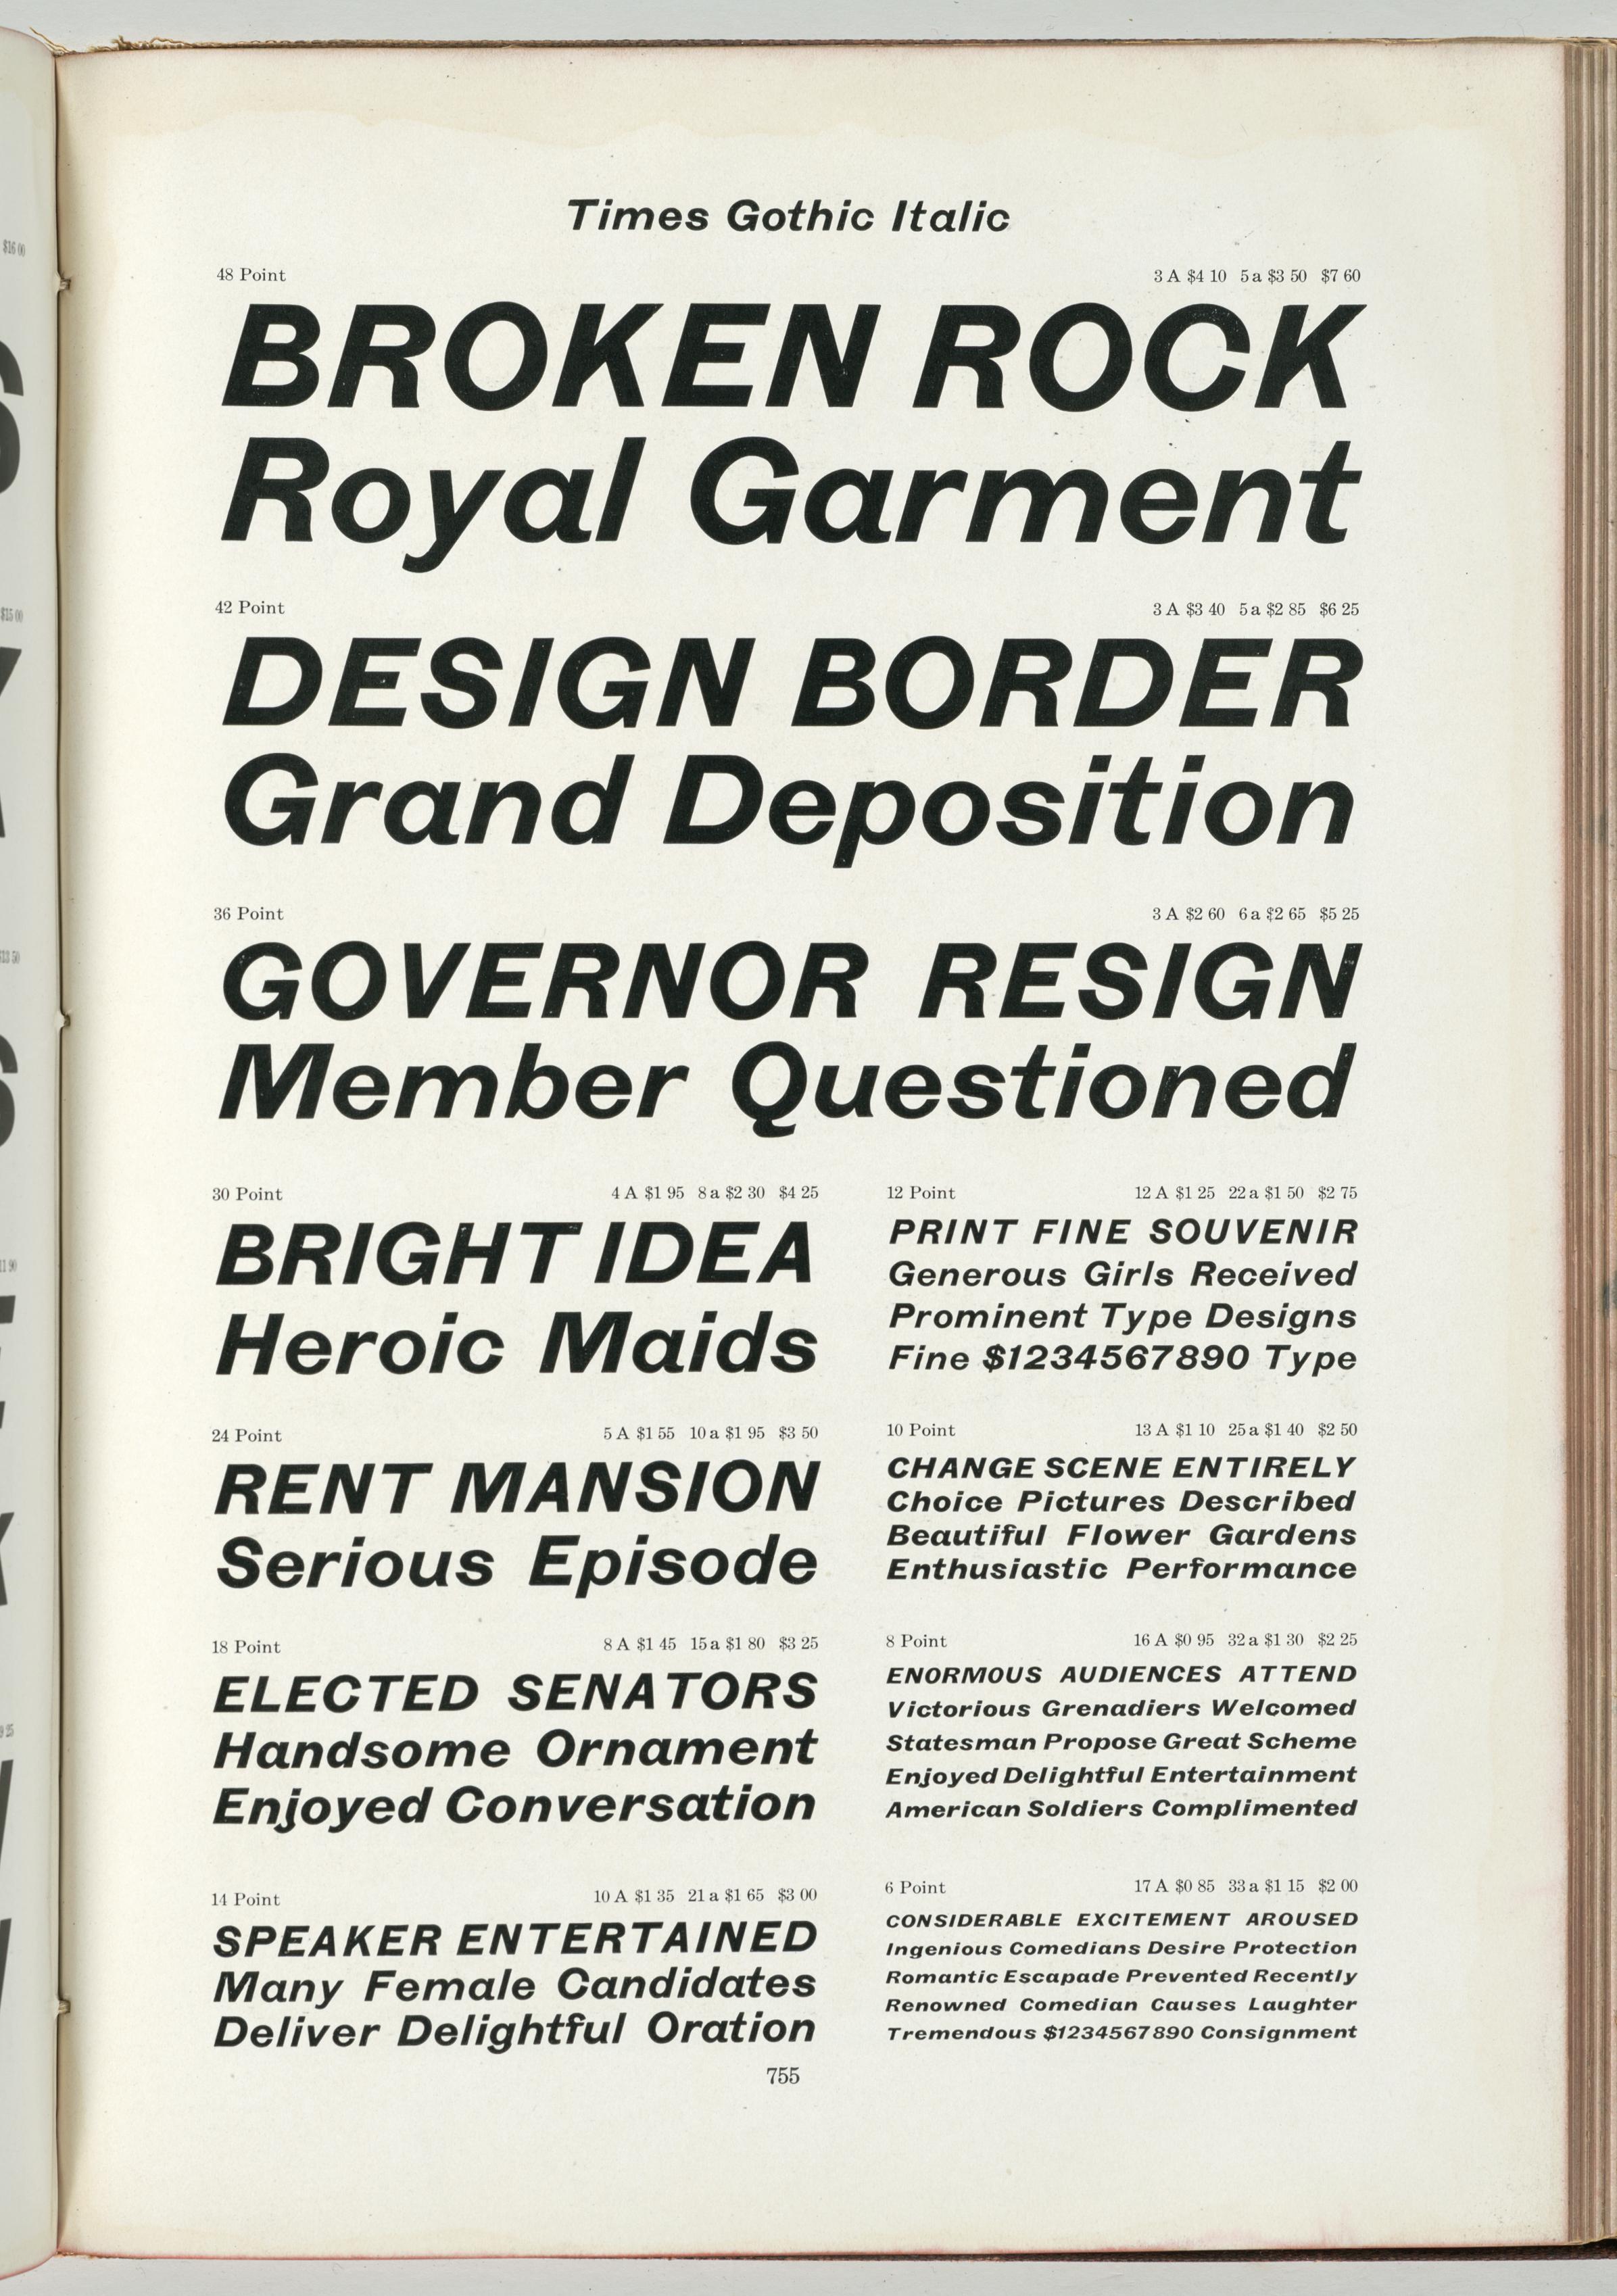 Times Gothic Italic
48 Point 3 A $4 10 5 a $3 50 $7 60
BROKEN ROCK
Royal Garment
42 Point 3 A $3 40 5 a $2 85 $6 25
DESIGN BORDER
Grand Deposition
36 Point 3 A $2 60 6 a $2 65 $5 25
GOVERNOR RESIGN
Member Questioned
30 Point 4 A $1 95 8 a $2 30 $4 25
BRIGHT IDEA
Heroic Maids
24 Point 5 A $1 55 10 a $1 95 $3 50
RENT MANSION
Serious Episode
18 Point 8 A $1 45 15 a $1 80 $3 25
ELECTED SENATORS
Handsome Ornament
Enjoyed Conversation
14 Point 10 A $1 35 21 a $1 65 $3 00
SPEAKER ENTERTAINED
Many Female Candidates
Deliver Delightful Oration
12 Point 12 A $1 25 22 a $1 50 $2 75
PRINT FINE SOUVENIR
Generous Girls Received
Prominent Type Designs
Fine $1234567890 Type
10 Point 13 A $1 10 25 a $1 40 $2 50
CHANGE SCENE ENTIRELY
Choice Pictures Described
Beautiful Flower Gardens
Enthusiastic Performance
8 Point 16 A $0 95 32 a $1 30 $2 25
ENORMOUS AUDIENCES ATTEND
Victorious Grenadiers Welcomed
Statesman Propose Great Scheme
Enjoyed Delightful Entertainment
American Soldiers Complimented
6 Point 17 A $0 85 33 a $1 15 $2 00
CONSIDERABLE EXCITEMENT AROUSED
Ingenious Comedians Desire Protection
Romantic Escapade Prevented Recently
Renowned Comedian Causes Laughter
Tremendous $1234567890 Consignment
755